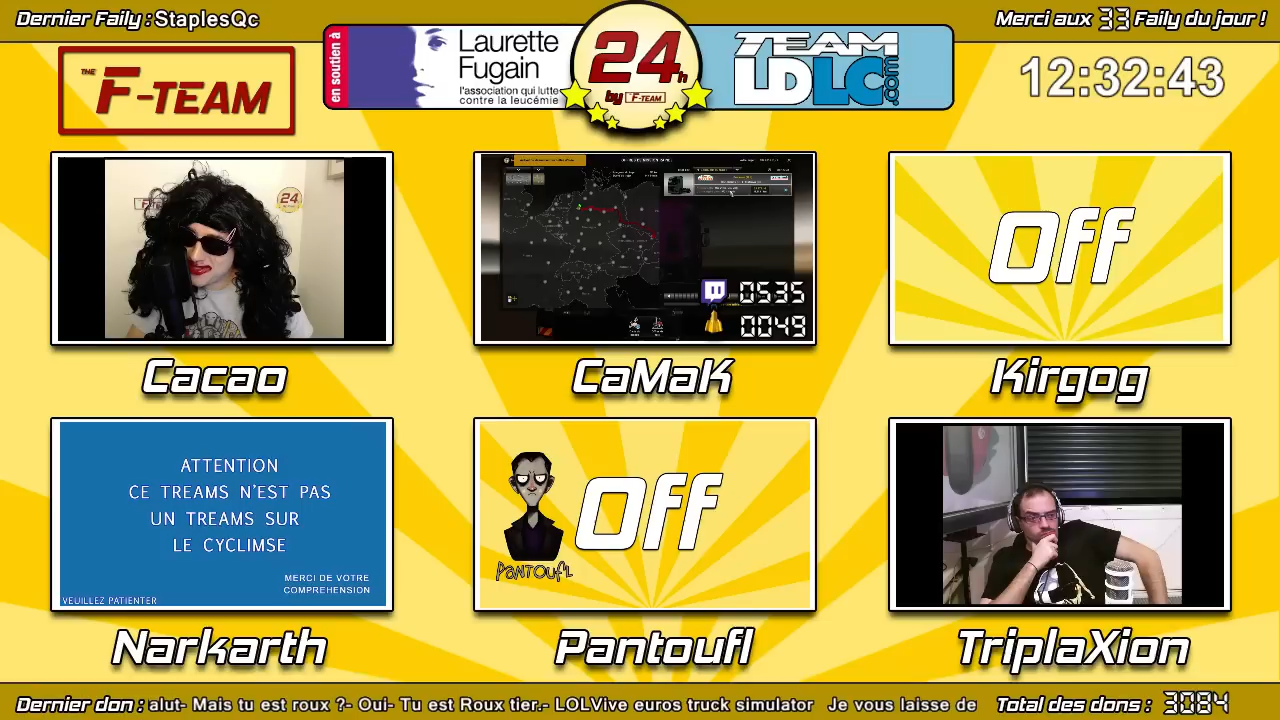 Dernier Faily : StaplesQc
Merci aux 33 Faily du jour !
THE F-TEAM
en soutien à
Laurette
Fugain
l'association qui lutte
contre la leucémie
24h
by THE F-TEAM
TEAM
LDLC.com
12:32:43
F-TEAM
24
0535
0049
Off
Cacao
CaMaK
Kirgog
ATTENTION
CE TREAMS N'EST PAS
UN TREAMS SUR
LE CYCLIMSE
MERCI DE VOTRE
COMPREHENSION
VEUILLEZ PATIENTER
Off
PANTOUFL
Narkarth
Pantoufl
TriplaXion
Dernier don : alut- Mais tu est roux ?- Oui- Tu est Roux tier.- LOLVive euros truck simulator Je vous laisse de
Total des dons : 3084